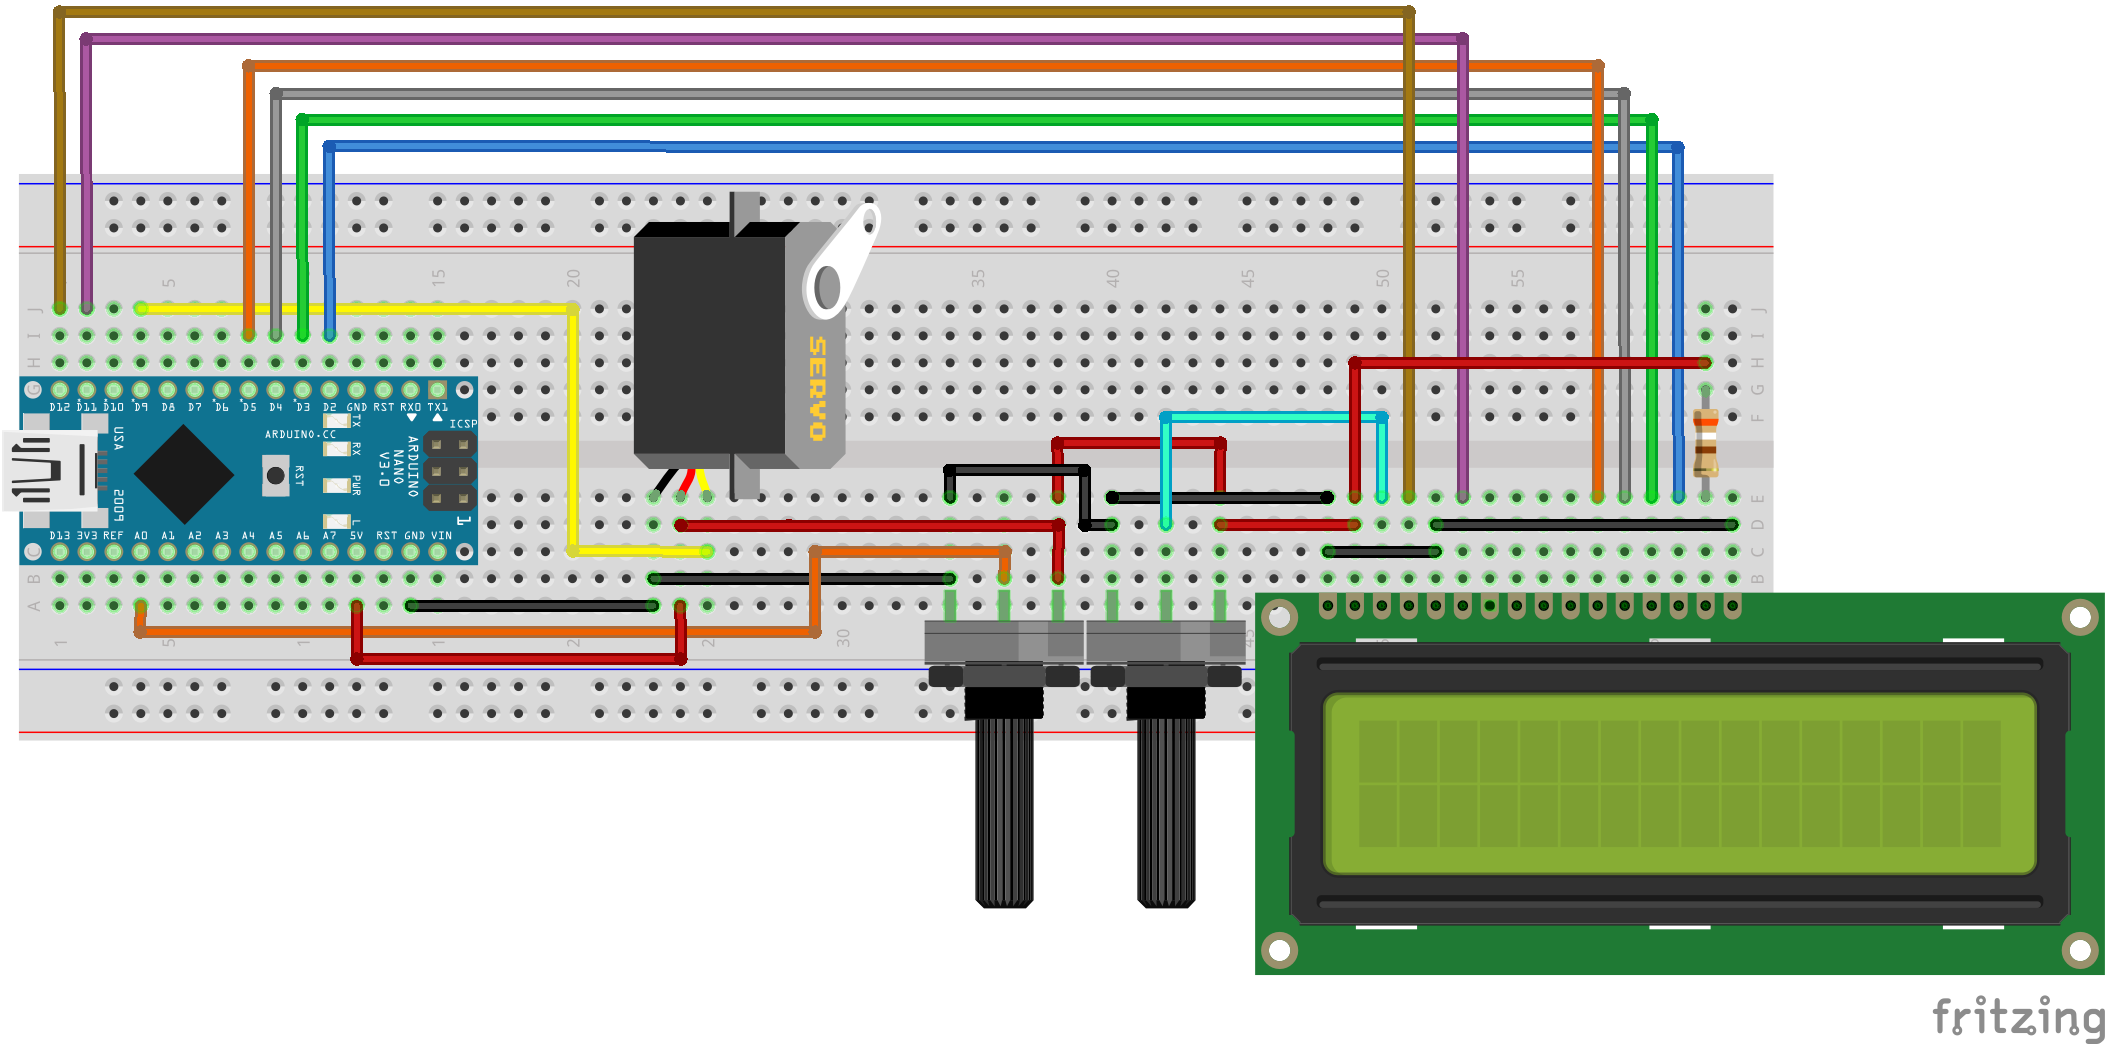 5 15 20 35 40 45 50 55
J J
I I
H H
G G
D12 D11 D10 D9 D8 D7 D6 D5 D4 D3 D2 GND RST RX0 TX1
F
USA
TX
ARDUINO.CC
ICSP
RX
ARDUINO
NANO
V3.0
RST
PWR
2009
L
1
SERVO
E
D
D13 3V3 REF A0 A1 A2 A3 A4 A5 A6 A7 5V RST GND VIN
C C
B B
A
1 5 1 2 2 30 45
fritzing